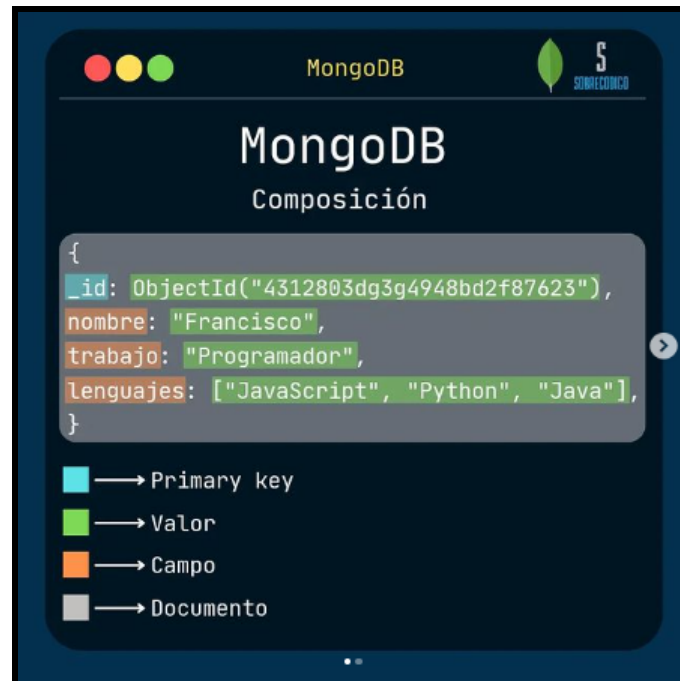 MongoDB
S
SOBRECODIGO
MongoDB
Composición
{
_id: ObjectId("4312803dg3g4948bd2f87623"),
nombre: "Francisco",
trabajo: "Programador",
lenguajes: ["JavaScript", "Python", "Java"],
}
Primary key
Valor
Campo
Documento